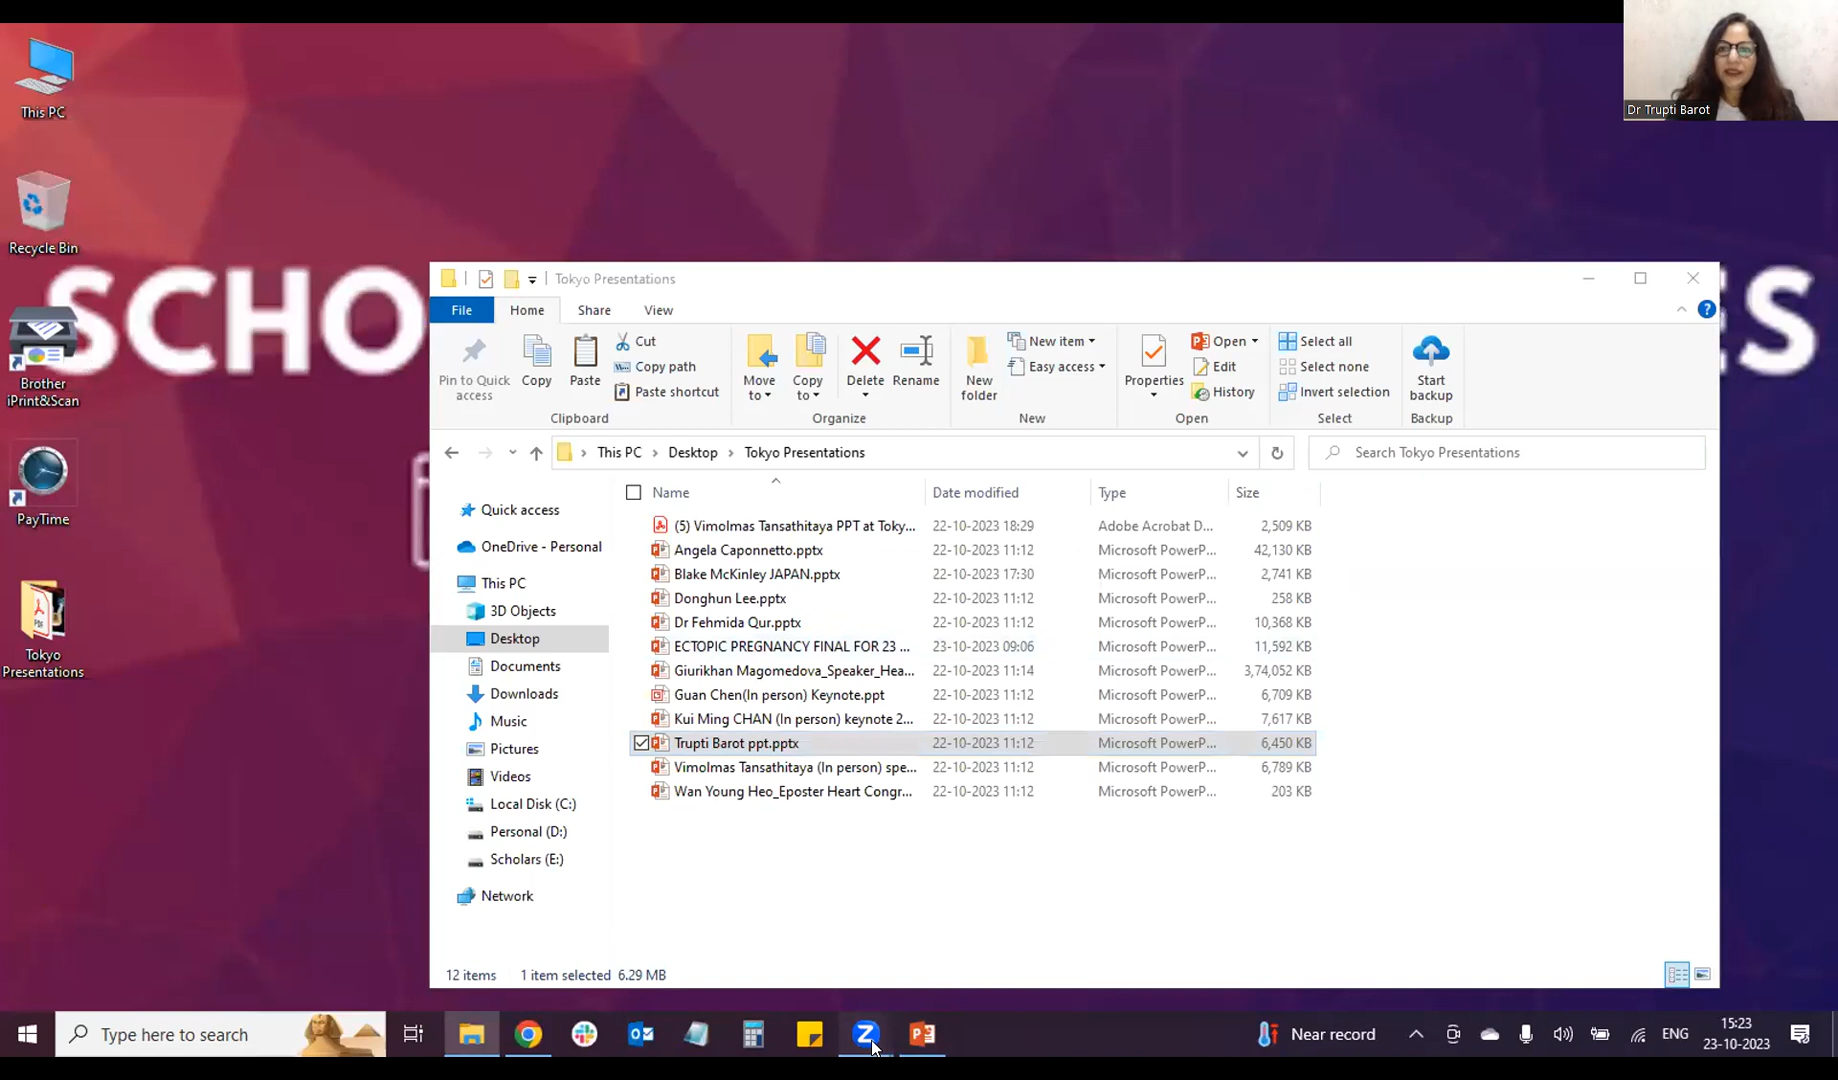 Dr Trupti Barot
This PC
Recycle Bin
SCHO
ES
Brother
iPrint&Scan
PayTime
Tokyo
Presentations
Tokyo Presentations
File Home Share View
Pin to Quick
access
Copy
Paste
Cut
Copy path
Paste shortcut
Clipboard
Move
to
Copy
to
Delete
Rename
Organize
New
folder
New item
Easy access
New
Properties
Open
Edit
History
Open
Select all
Select none
Invert selection
Select
Start
backup
Backup
This PC › Desktop › Tokyo Presentations
Search Tokyo Presentations
Quick access
OneDrive - Personal
This PC
3D Objects
Desktop
Documents
Downloads
Music
Pictures
Videos
Local Disk (C:)
Personal (D:)
Scholars (E:)
Network
Name Date modified Type Size
(5) Vimolmas Tansathitaya PPT at Toky... 22-10-2023 18:29 Adobe Acrobat D... 2,509 KB
Angela Caponnetto.pptx 22-10-2023 11:12 Microsoft PowerP... 42,130 KB
Blake McKinley JAPAN.pptx 22-10-2023 17:30 Microsoft PowerP... 2,741 KB
Donghun Lee.pptx 22-10-2023 11:12 Microsoft PowerP... 258 KB
Dr Fehmida Qur.pptx 22-10-2023 11:12 Microsoft PowerP... 10,368 KB
ECTOPIC PREGNANCY FINAL FOR 23 ... 23-10-2023 09:06 Microsoft PowerP... 11,592 KB
Giurikhan Magomedova_Speaker_Hea... 22-10-2023 11:14 Microsoft PowerP... 3,74,052 KB
Guan Chen(In person) Keynote.ppt 22-10-2023 11:12 Microsoft PowerP... 6,709 KB
Kui Ming CHAN (In person) keynote 2... 22-10-2023 11:12 Microsoft PowerP... 7,617 KB
Trupti Barot ppt.pptx 22-10-2023 11:12 Microsoft PowerP... 6,450 KB
Vimolmas Tansathitaya (In person) spe... 22-10-2023 11:12 Microsoft PowerP... 6,789 KB
Wan Young Heo_Eposter Heart Congr... 22-10-2023 11:12 Microsoft PowerP... 203 KB
12 items 1 item selected 6.29 MB
Type here to search
Near record
ENG
15:23
23-10-2023